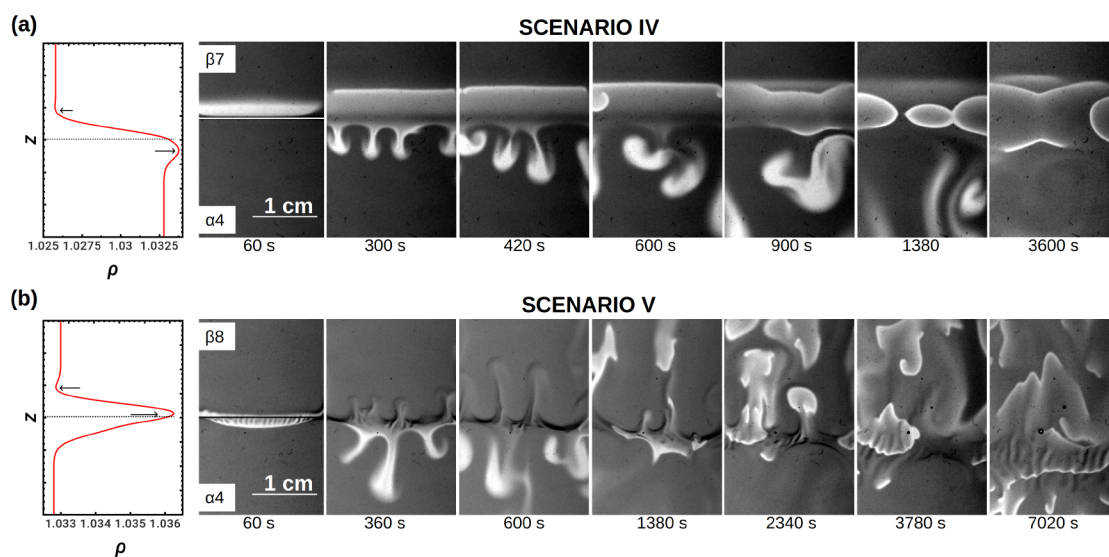 (a)
SCENARIO IV
z
β7
α4
1 cm
1.025 1.0275 1.03 1.0325
ρ
60 s 300 s 420 s 600 s 900 s 1380 3600 s
(b)
SCENARIO V
z
β8
α4
1 cm
1.033 1.034 1.035 1.036
ρ
60 s 360 s 600 s 1380 s 2340 s 3780 s 7020 s